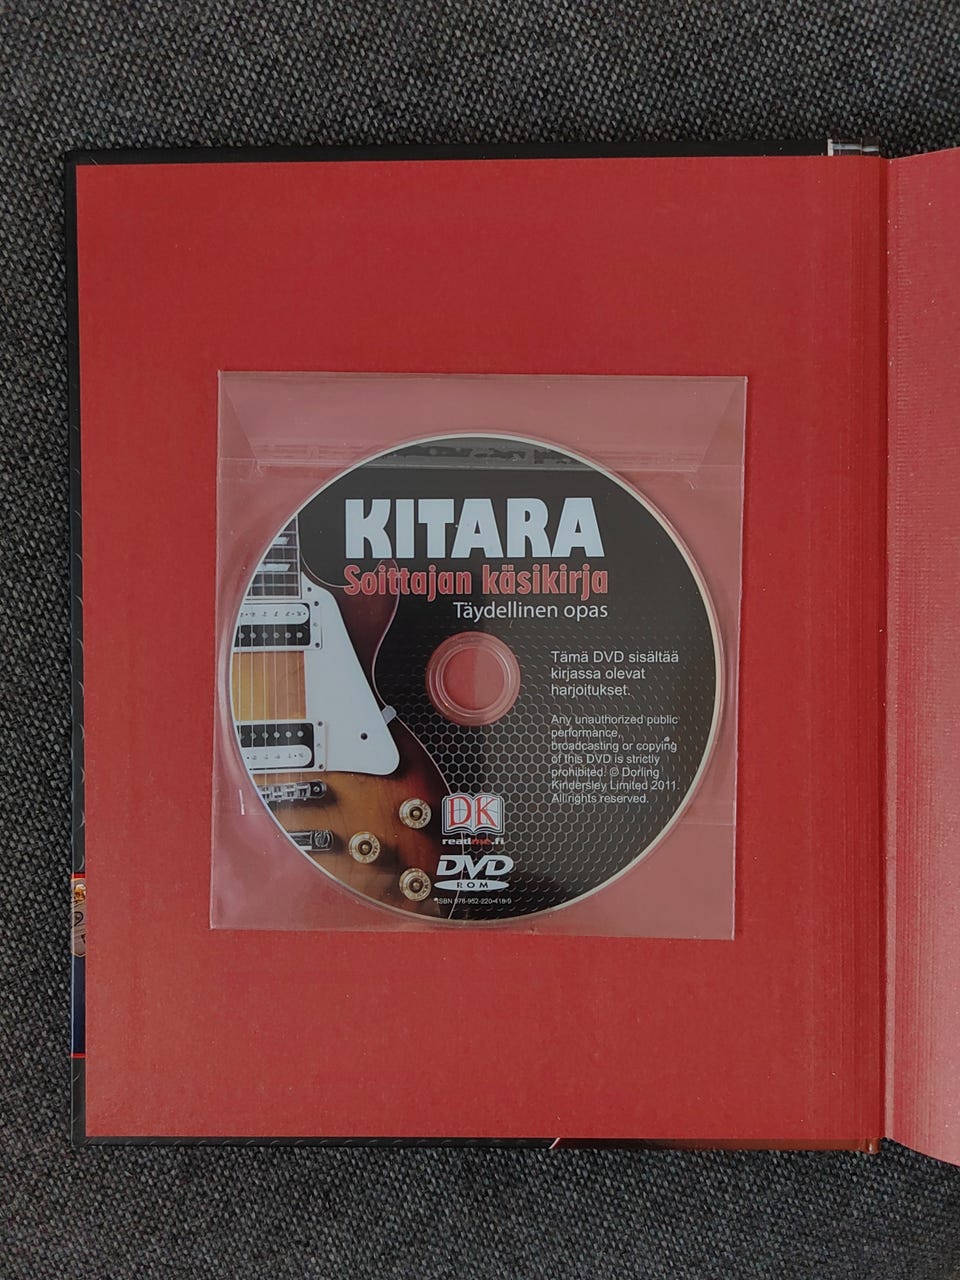 KITARA
Soittajan käsikirja
Täydellinen opas
Tämä DVD sisältää
kirjassa olevat
harjoitukset.
Any unauthorized public
performance,
broadcasting or copying
of this DVD is strictly
prohibited. © Dorling
Kindersley Limited 2011.
All rights reserved.
DK
readme.fi
DVD
ROM
ISBN 978-952-220-418-9